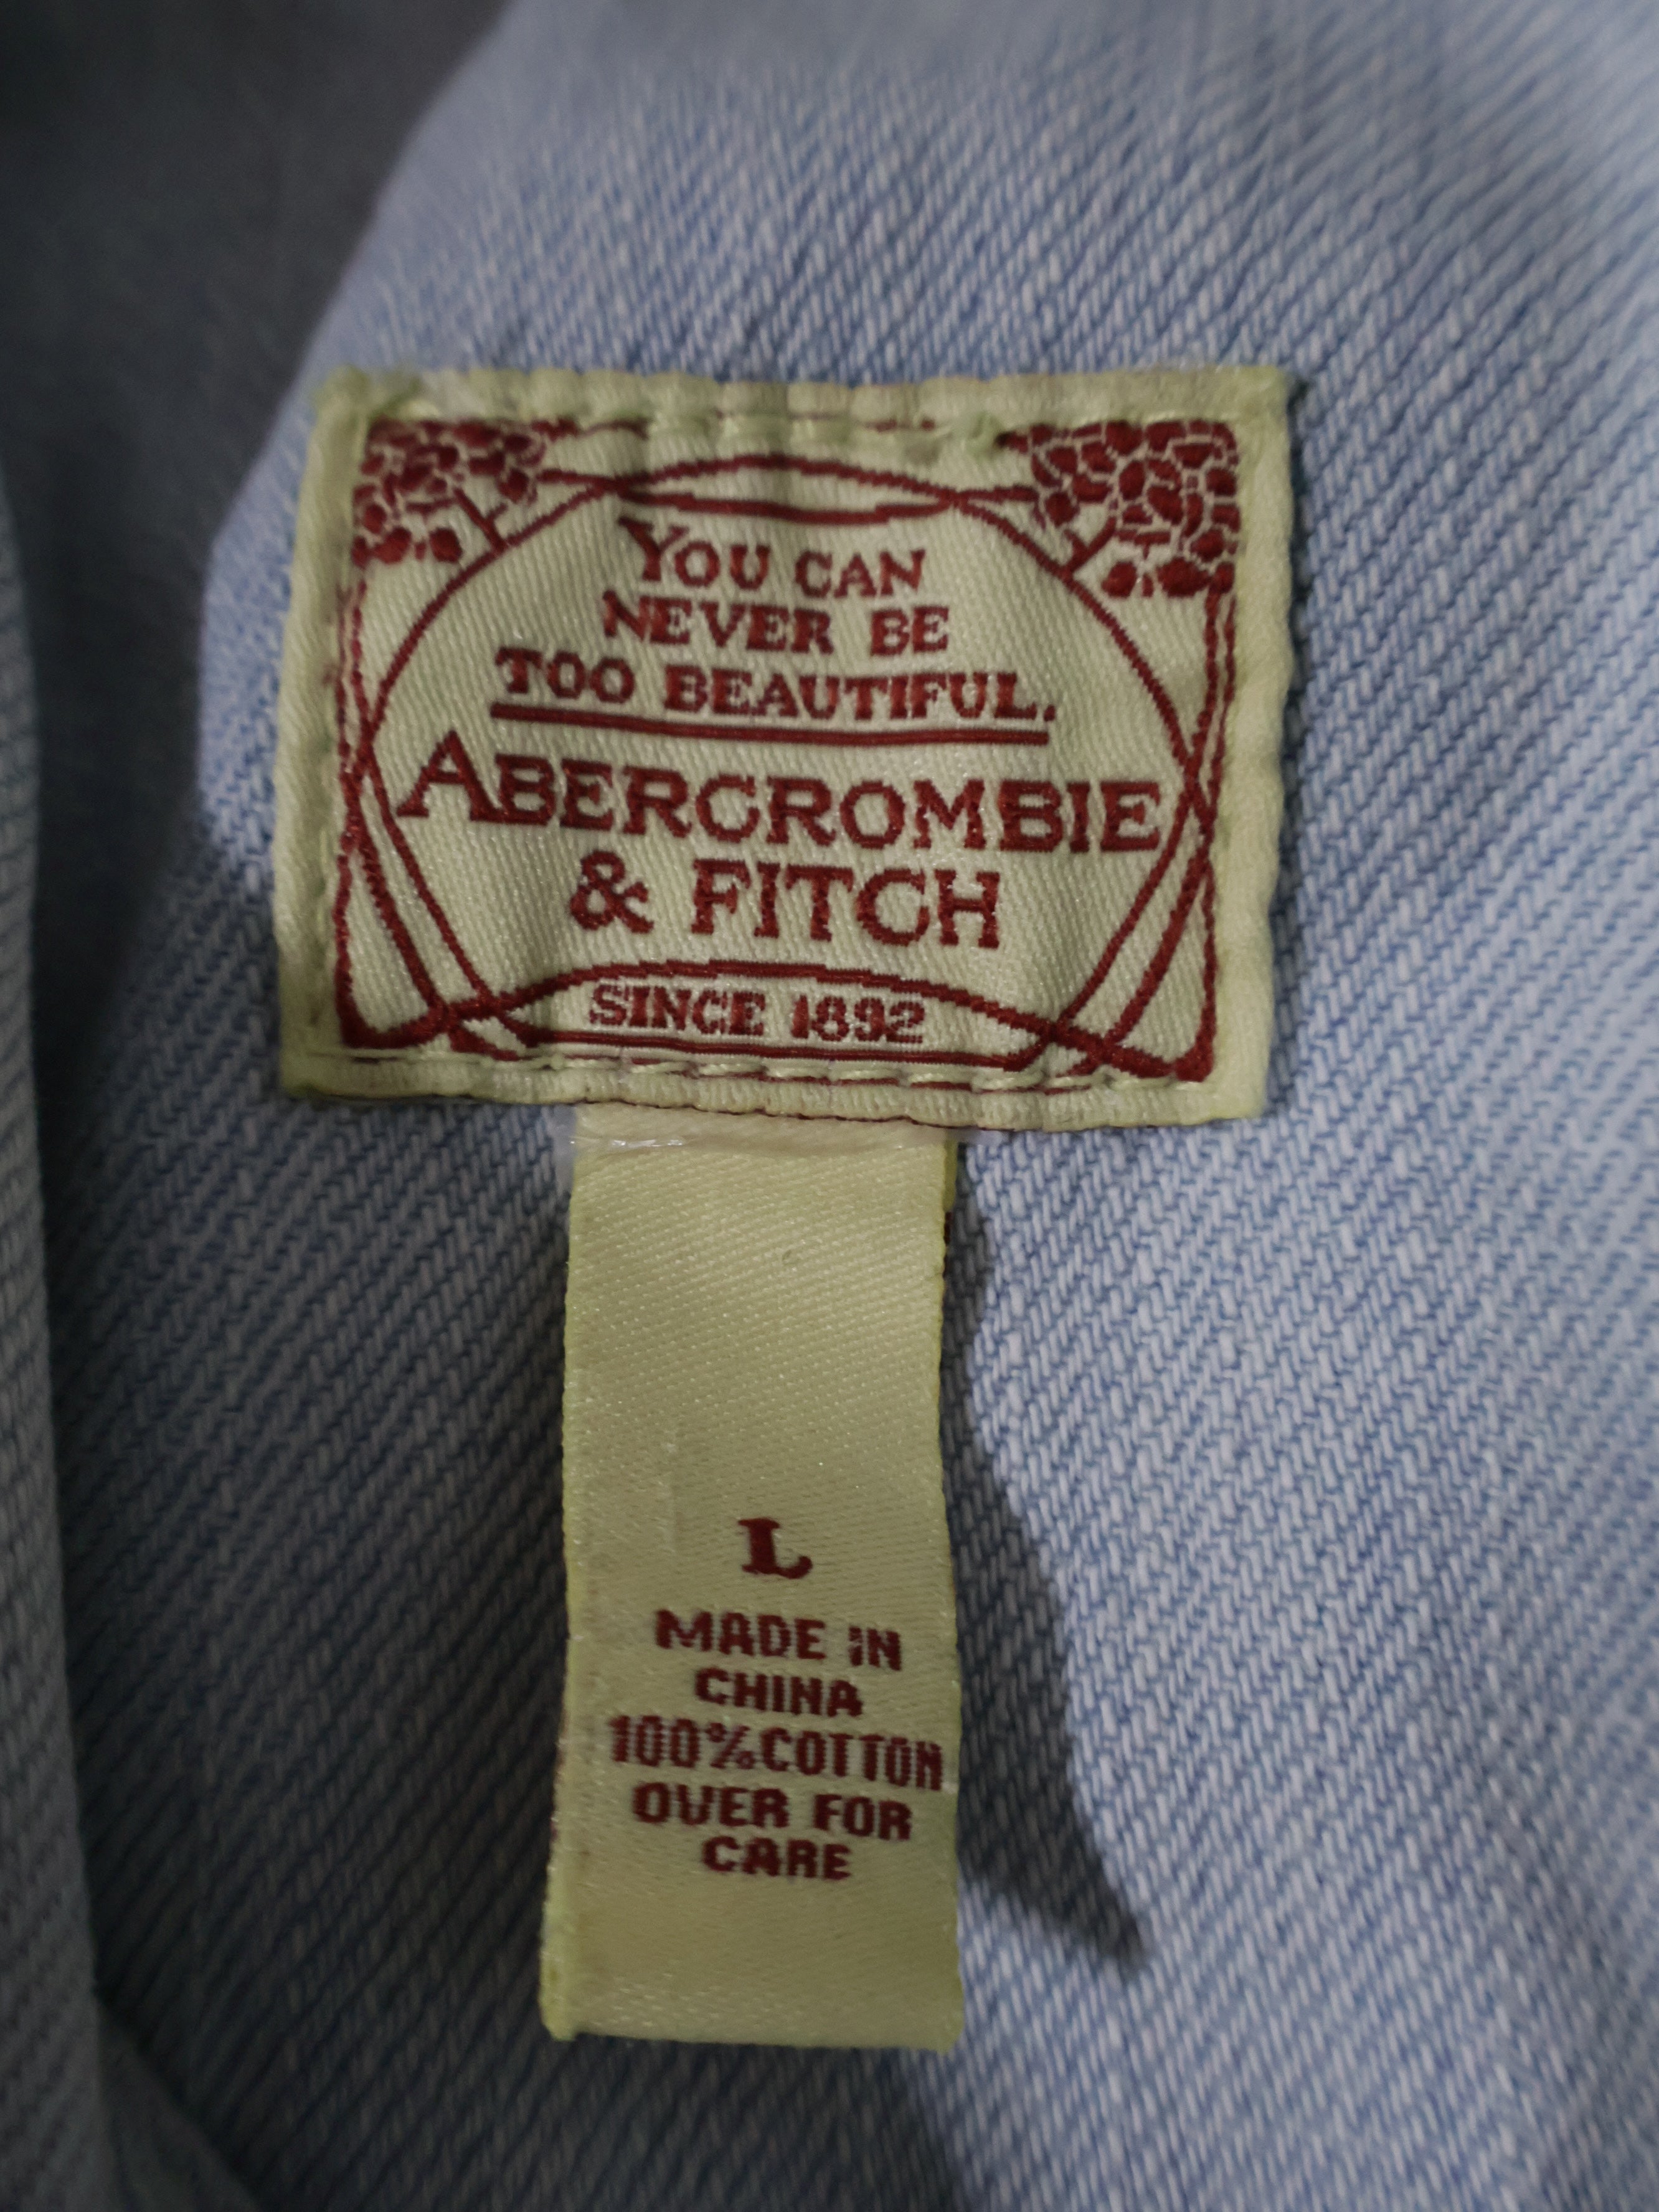 YOU CAN
NEVER BE
TOO BEAUTIFUL.
ABERCROMBIE
& FITCH
SINCE 1892
L
MADE IN
CHINA
100%COTTON
OVER FOR
CARE